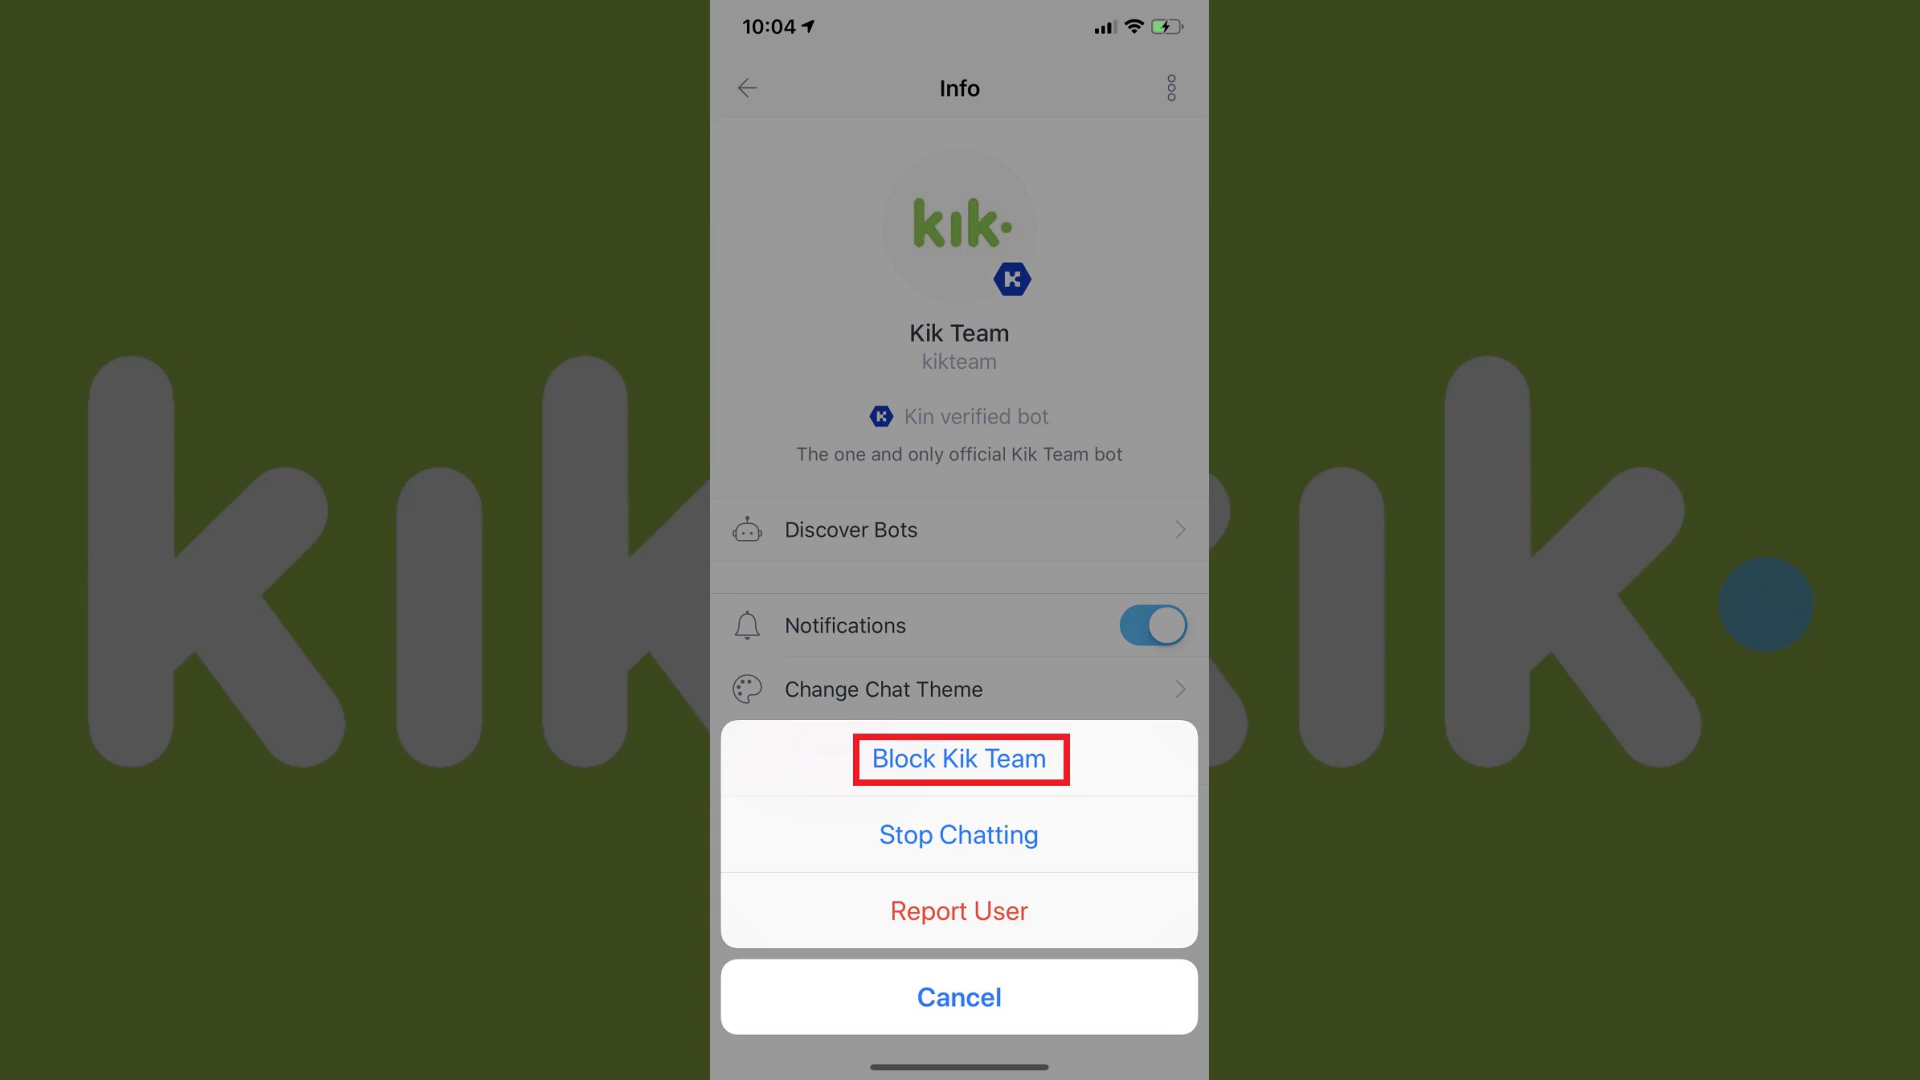 10:04
Info
kik
Kik Team
kikteam
Kin verified bot
The one and only official Kik Team bot
Discover Bots
Notifications
Change Chat Theme
Block Kik Team
Stop Chatting
Report User
Cancel
kik
kik